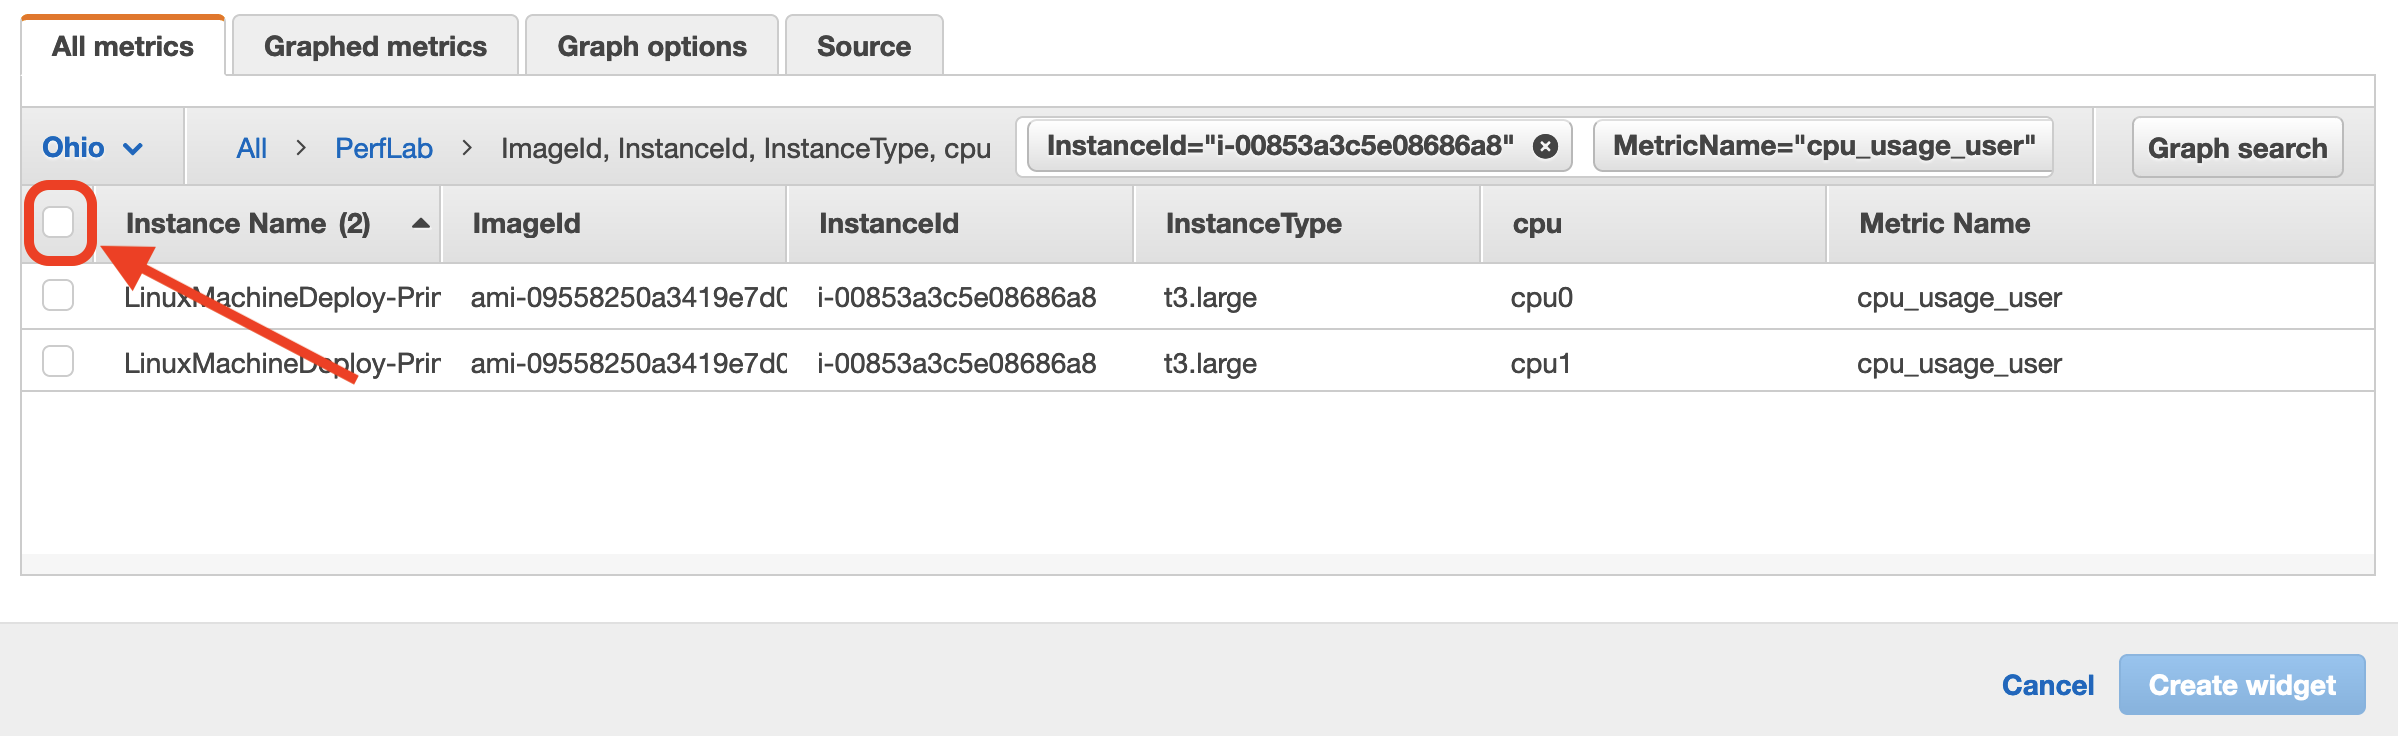 All metrics Graphed metrics Graph options Source
Ohio All > PerfLab > ImageId, InstanceId, InstanceType, cpu InstanceId="i-00853a3c5e08686a8" MetricName="cpu_usage_user" Graph search
Instance Name (2) ImageId InstanceId InstanceType cpu Metric Name
LinuxMachineDeploy-Prir ami-09558250a3419e7d0 i-00853a3c5e08686a8 t3.large cpu0 cpu_usage_user
LinuxMachineDeploy-Prir ami-09558250a3419e7d0 i-00853a3c5e08686a8 t3.large cpu1 cpu_usage_user
Cancel Create widget